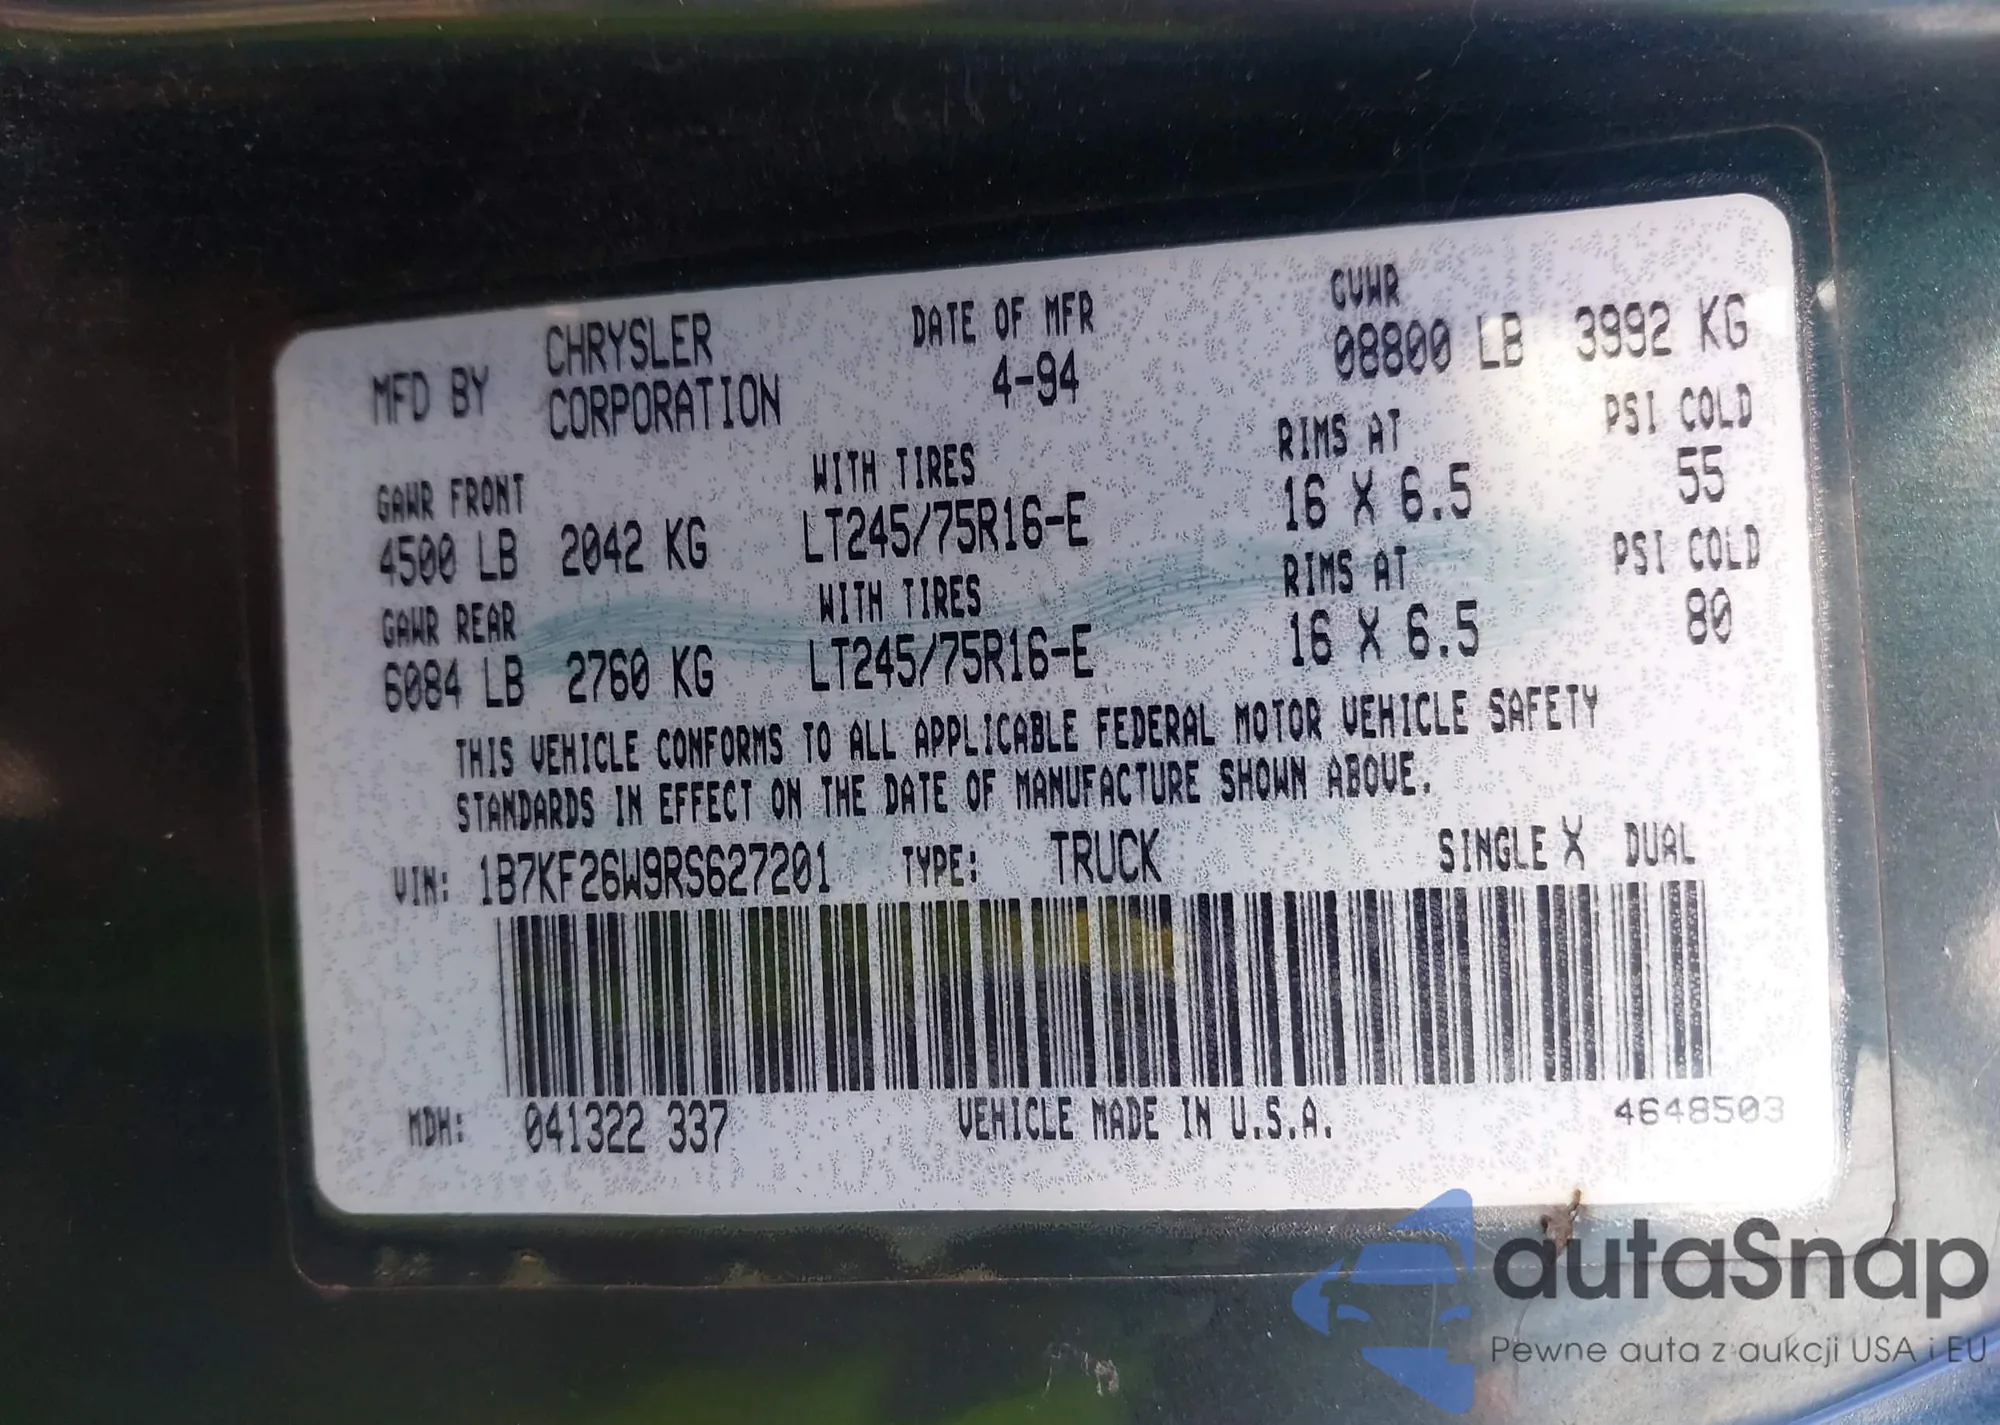 MFD BY CHRYSLER CORPORATION
DATE OF MFR
4-94
GVWR
08800 LB 3992 KG
GAWR FRONT WITH TIRES RIMS AT PSI COLD
4500 LB 2042 KG LT245/75R16-E 16 X 6.5 55
GAWR REAR WITH TIRES RIMS AT PSI COLD
6084 LB 2760 KG LT245/75R16-E 16 X 6.5 80
THIS VEHICLE CONFORMS TO ALL APPLICABLE FEDERAL MOTOR VEHICLE SAFETY
STANDARDS IN EFFECT ON THE DATE OF MANUFACTURE SHOWN ABOVE.
VIN: 1B7KF26W9RS627201 TYPE: TRUCK SINGLE X DUAL
MDH: 041322 337 VEHICLE MADE IN U.S.A. 4648503
autaSnap
Pewne auta z aukcji USA i EU